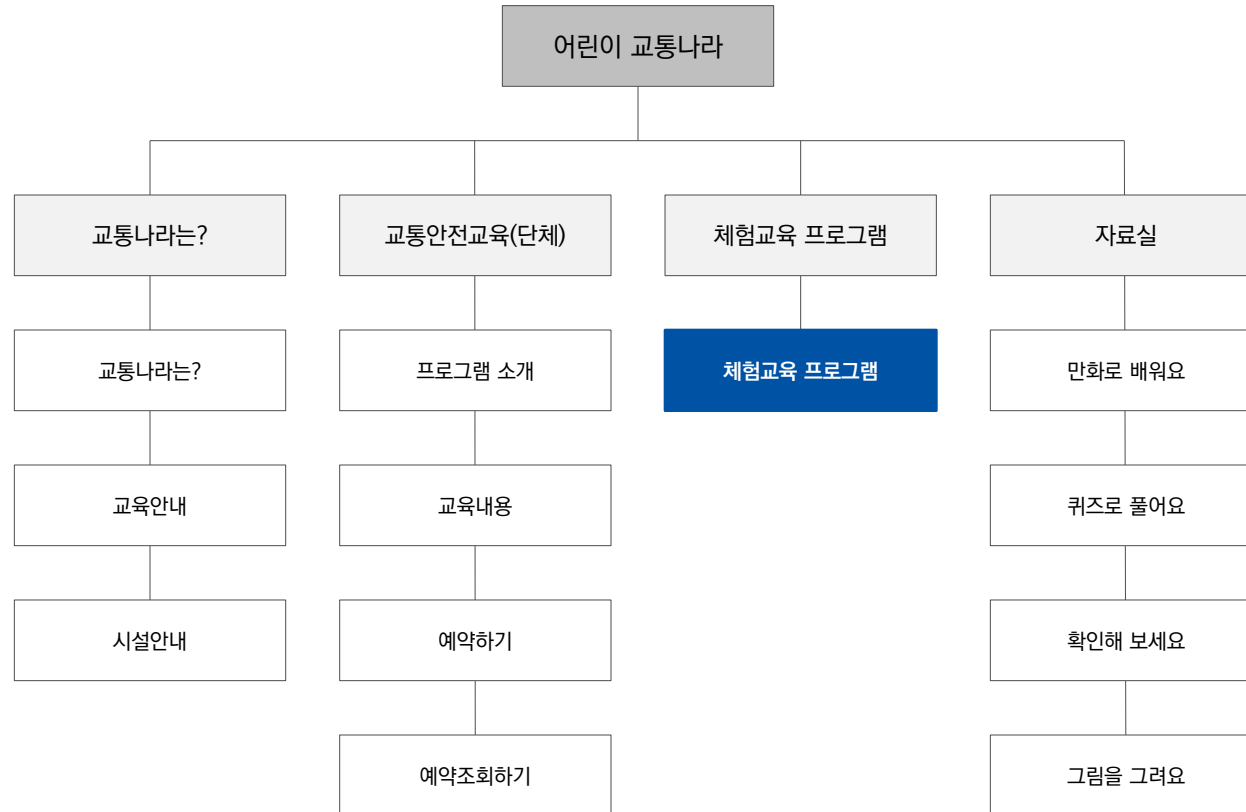 어린이 교통나라
교통나라는?
교통안전교육(단체)
체험교육 프로그램
자료실
교통나라는?
프로그램 소개
체험교육 프로그램
만화로 배워요
교육안내
교육내용
퀴즈로 풀어요
시설안내
예약하기
확인해 보세요
예약조회하기
그림을 그려요